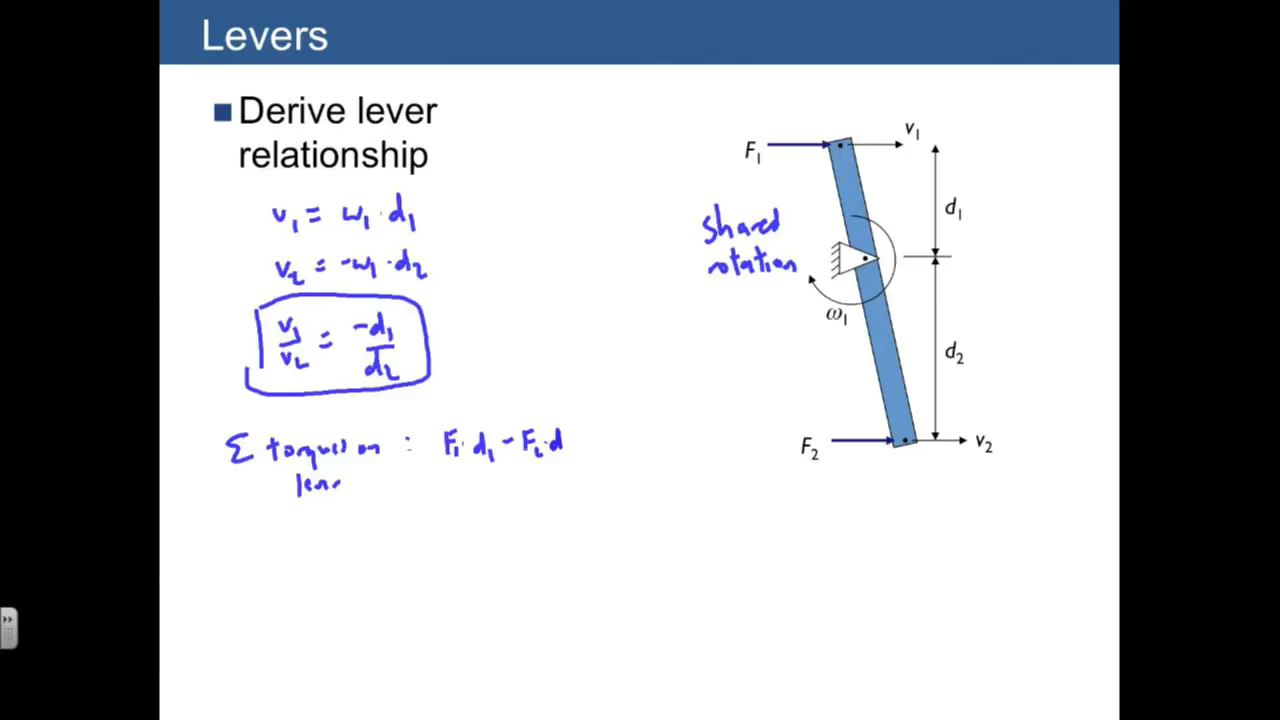 Levers
Derive lever
relationship
v₁ = ω₁ · d₁
v₂ = -ω₁ · d₂
v₁/v₂ = -d₁/d₂
Σ torques on : F₁ · d₁ - F₂ · d
F₁
v₁
d₁
shared
rotation
ω₁
d₂
F₂
v₂